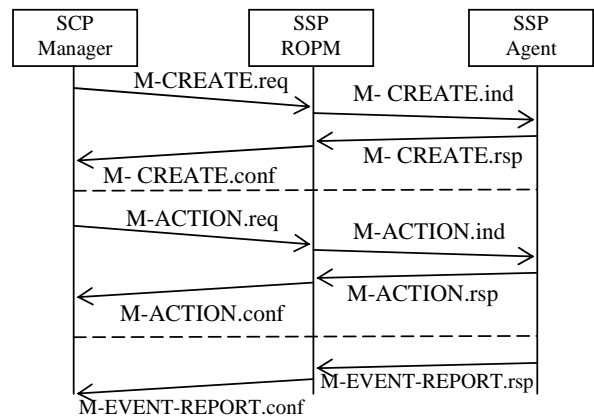 SCP
Manager
SSP
ROPM
SSP
Agent
M-CREATE.req
M- CREATE.ind
M- CREATE.rsp
M- CREATE.conf
M-ACTION.req
M-ACTION.ind
M-ACTION.rsp
M-ACTION.conf
M-EVENT-REPORT.rsp
M-EVENT-REPORT.conf